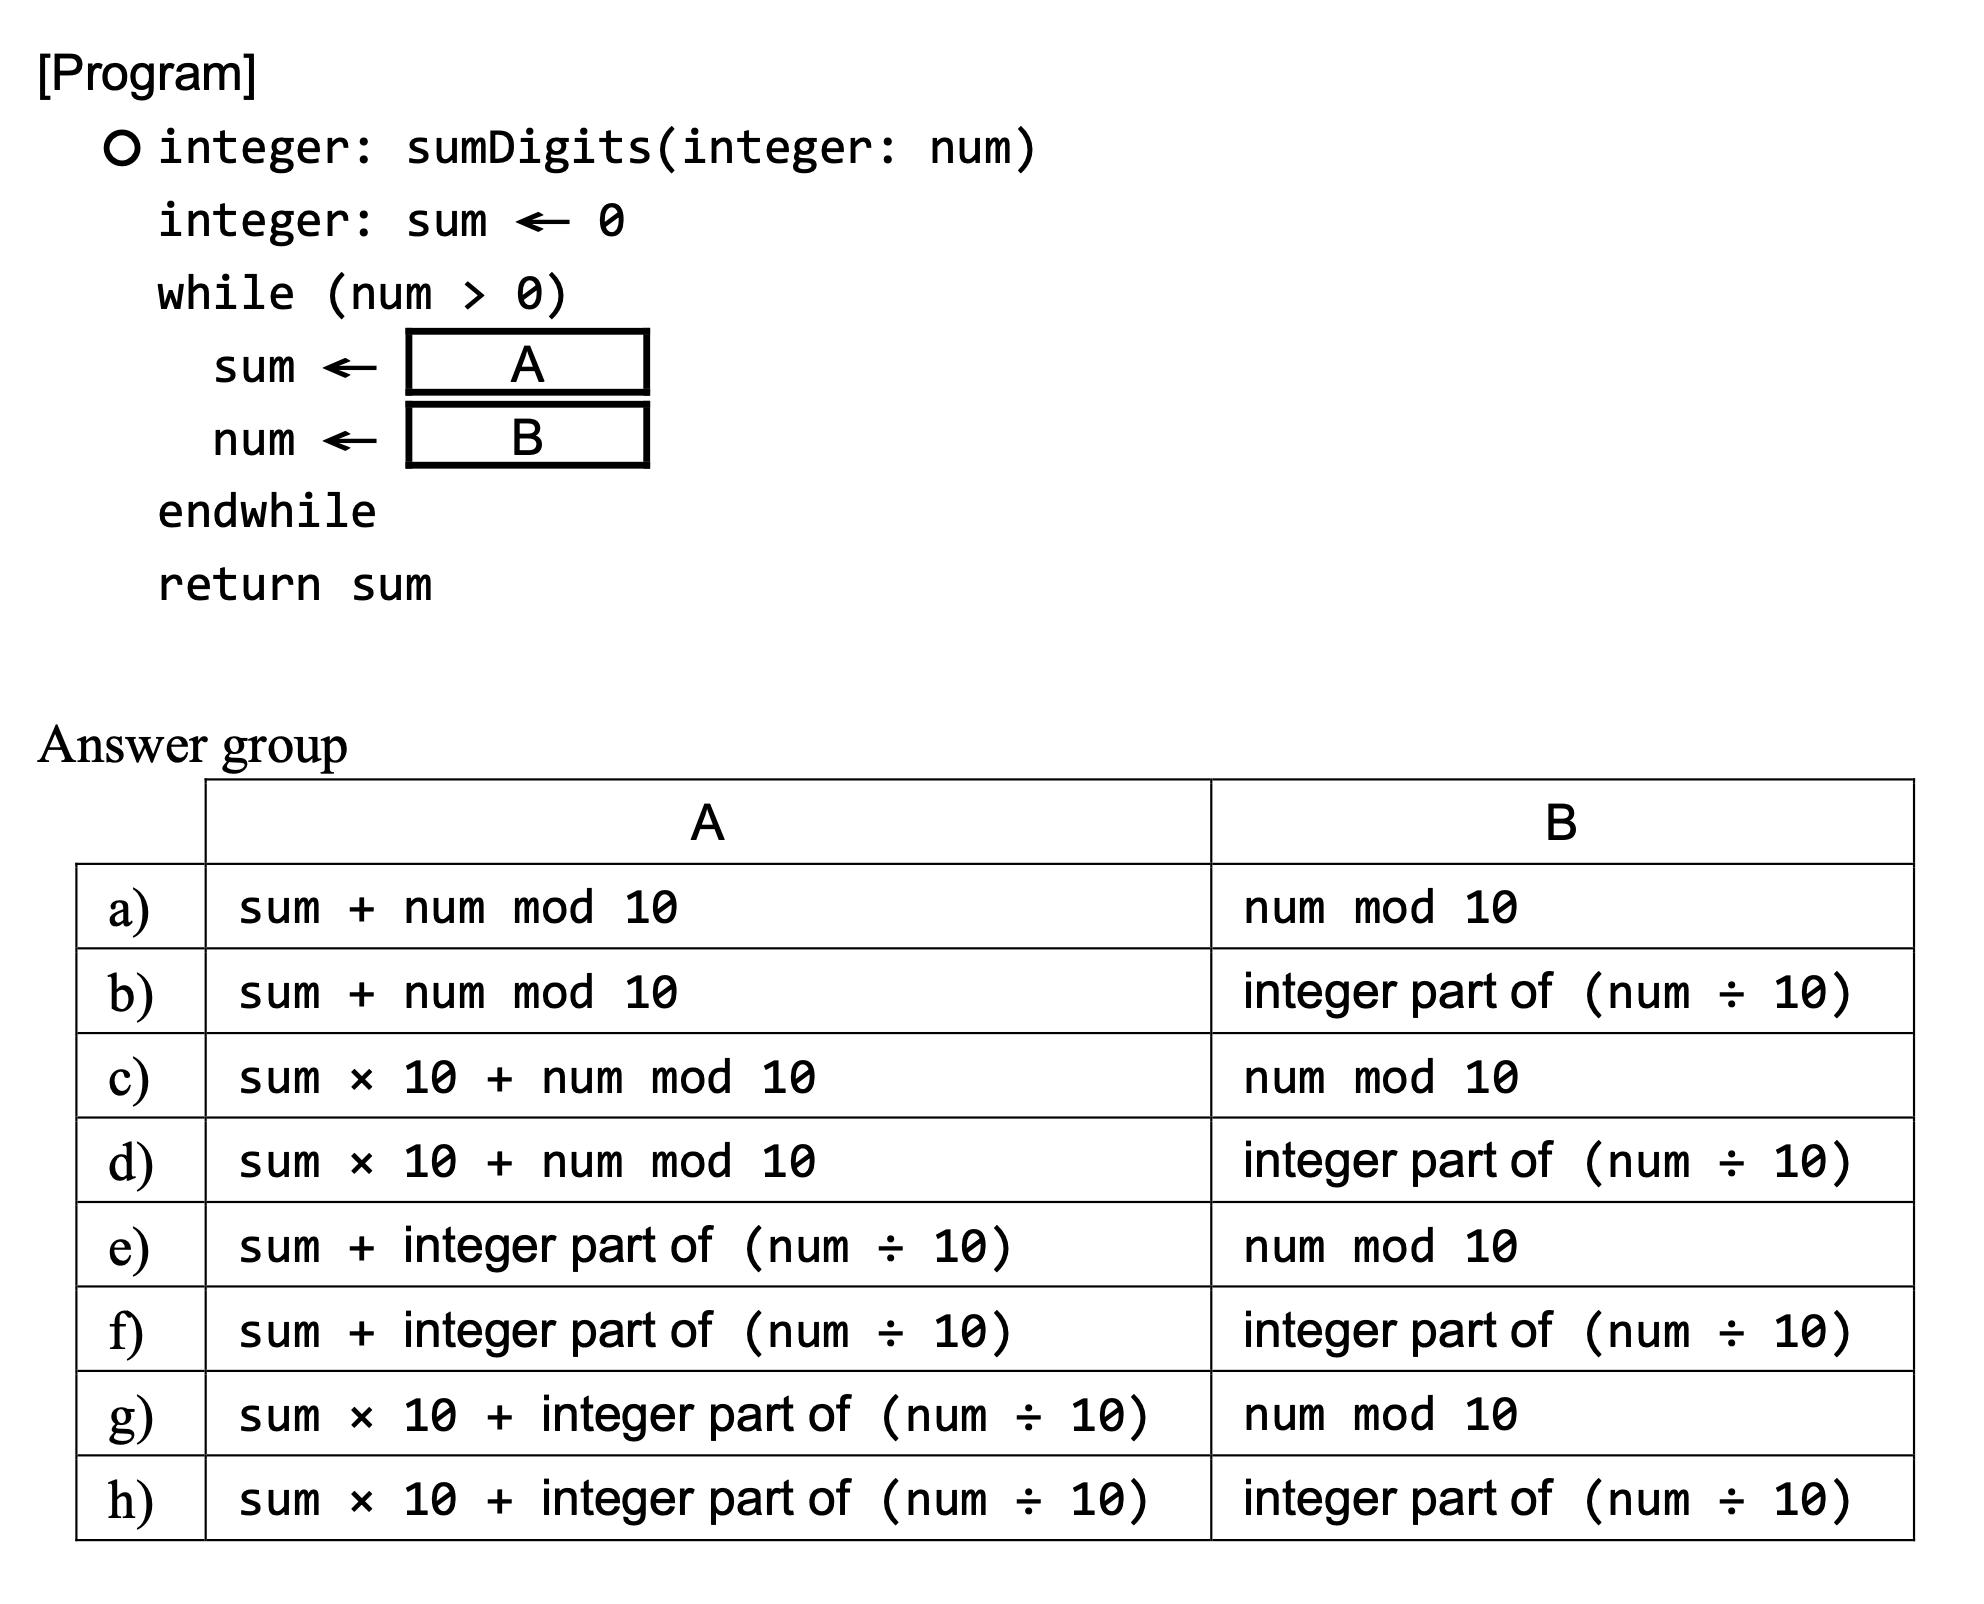 [Program]
○ integer: sumDigits(integer: num)
integer: sum ← 0
while (num > 0)
sum ← A
num ← B
endwhile
return sum
Answer group
A B
a) sum + num mod 10 num mod 10
b) sum + num mod 10 integer part of (num ÷ 10)
c) sum × 10 + num mod 10 num mod 10
d) sum × 10 + num mod 10 integer part of (num ÷ 10)
e) sum + integer part of (num ÷ 10) num mod 10
f) sum + integer part of (num ÷ 10) integer part of (num ÷ 10)
g) sum × 10 + integer part of (num ÷ 10) num mod 10
h) sum × 10 + integer part of (num ÷ 10) integer part of (num ÷ 10)